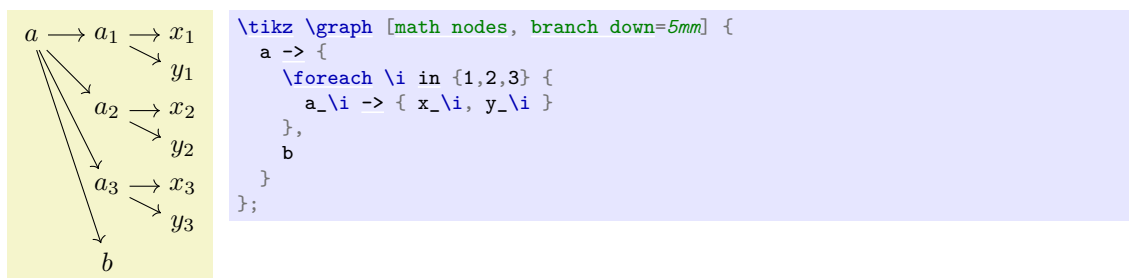 a a₁ x₁
y₁
a₂ x₂
y₂
a₃ x₃
y₃
b
\tikz \graph [math nodes, branch down=5mm] {
  a -> {
    \foreach \i in {1,2,3} {
      a_\i -> { x_\i, y_\i }
    },
    b
  }
};